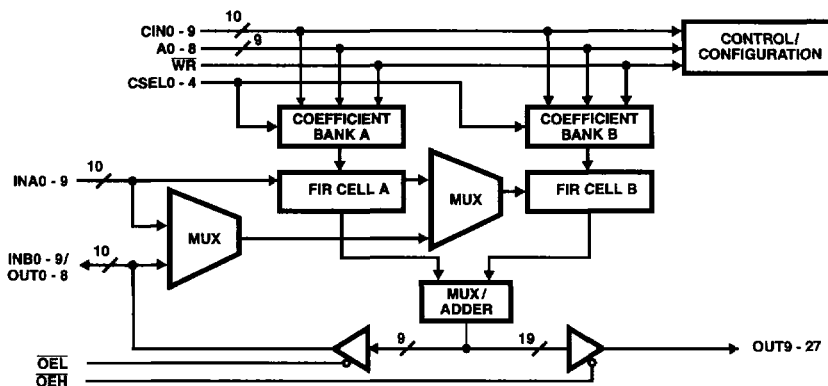 CIN0 - 9
10
A0 - 8
9
WR
CSEL0 - 4
CONTROL/
CONFIGURATION
COEFFICIENT
BANK A
COEFFICIENT
BANK B
INA0 - 9
10
FIR CELL A
MUX
FIR CELL B
MUX
INB0 - 9/
OUT0 - 8
10
MUX /
ADDER
9
19
OUT9 - 27
OEL
OEH